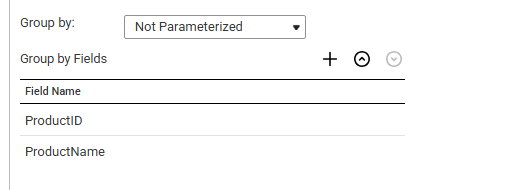 Group by: Not Parameterized
Group by Fields
Field Name
ProductID
ProductName